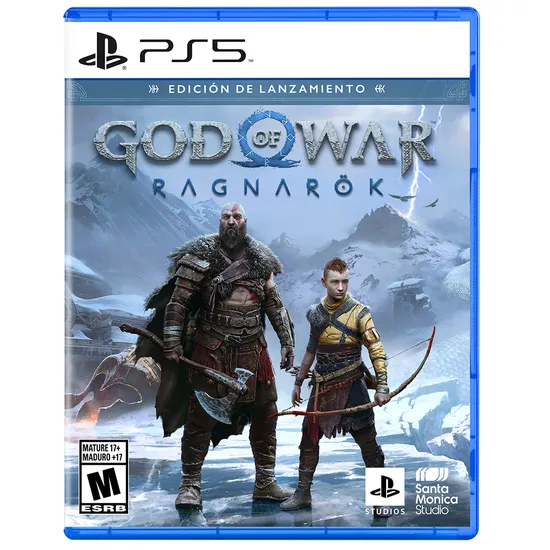 PS5
EDICIÓN DE LANZAMIENTO
GOD OF WAR
RAGNARÖK
MATURE 17+
MADURO +17
M
ESRB
STUDIOS
Santa
Monica
Studio